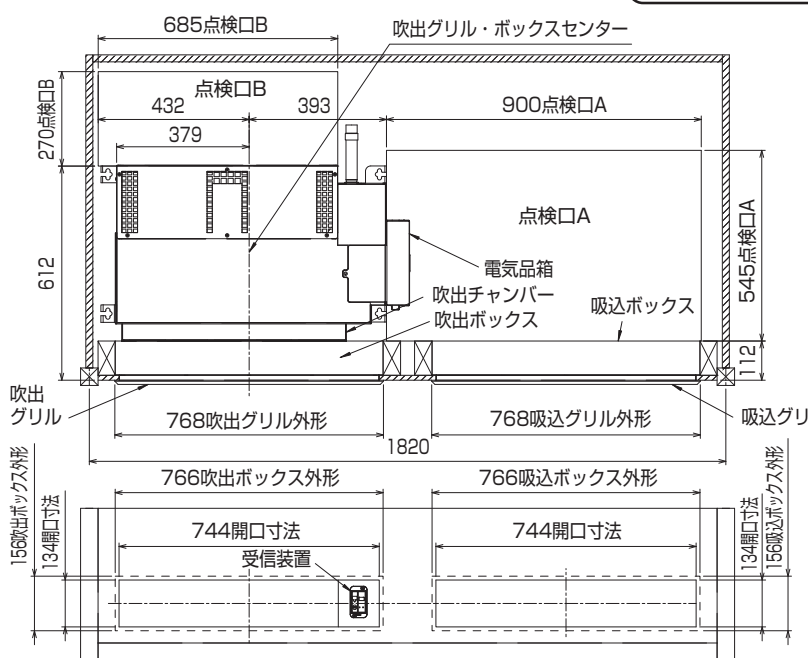 685点検口B
吹出グリル・ボックスセンター
点検口B
432
393
900点検口A
379
270点検口B
612
点検口A
545点検口A
電気品箱
吹出チャンバー
吹出ボックス
吸込ボックス
112
吹出
グリル
768吹出グリル外形
768吸込グリル外形
吸込グリ
1820
766吹出ボックス外形
766吸込ボックス外形
156吹出ボックス外形
134開口寸法
744開口寸法
744開口寸法
134開口寸法
156吸込ボックス外形
受信装置